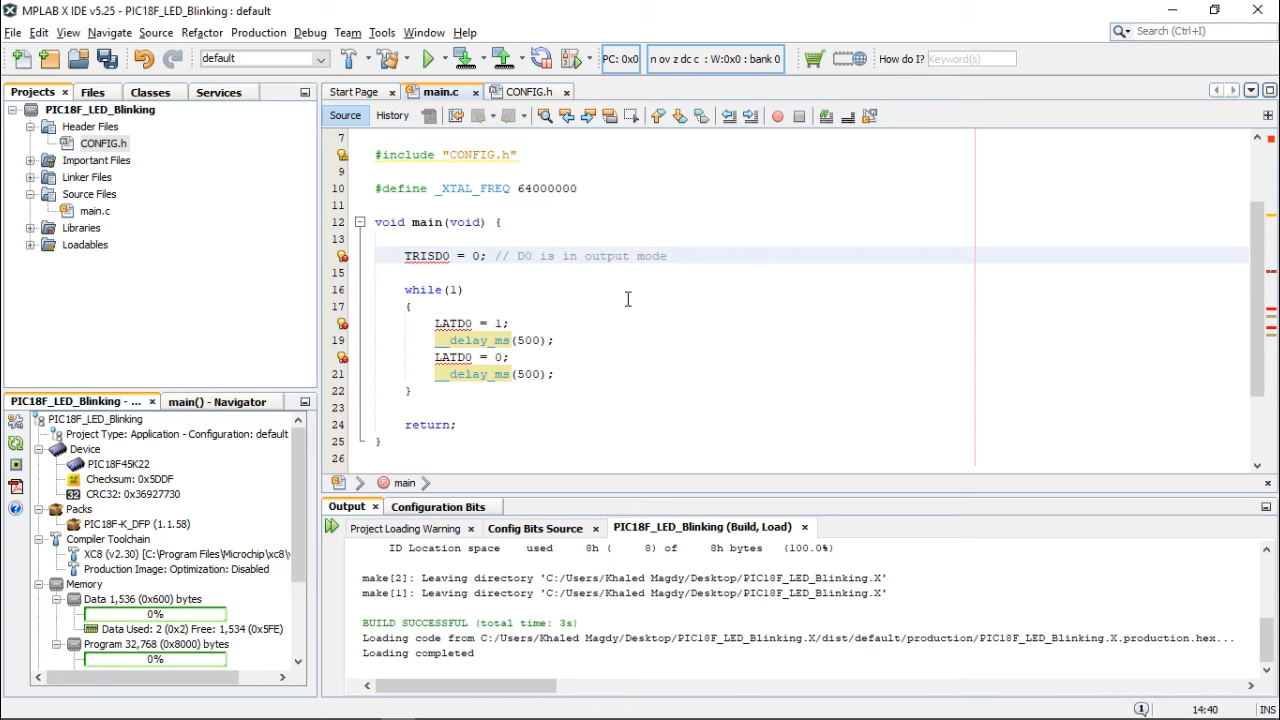 MPLAB X IDE v5.25 - PIC18F_LED_Blinking : default
File Edit View Navigate Source Refactor Production Debug Team Tools Window Help
Search (Ctrl+I)
default
PC: 0x0
n ov z dc c : W:0x0 : bank 0
How do I? Keyword(s)
Projects Files Classes Services
PIC18F_LED_Blinking
Header Files
CONFIG.h
Important Files
Linker Files
Source Files
main.c
Libraries
Loadables
PIC18F_LED_Blinking - ... main() - Navigator
PIC18F_LED_Blinking
Project Type: Application - Configuration: default
Device
PIC18F45K22
Checksum: 0x5DDF
CRC32: 0x36927730
Packs
PIC18F-K_DFP (1.1.58)
Compiler Toolchain
XC8 (v2.30) [C:\Program Files\Microchip\xc8\v
Production Image: Optimization: Disabled
Memory
Data 1,536 (0x600) bytes
0%
Data Used: 2 (0x2) Free: 1,534 (0x5FE)
Program 32,768 (0x8000) bytes
0%
Start Page main.c CONFIG.h
Source History
7
#include "CONFIG.h"
9
10 #define _XTAL_FREQ 64000000
11
12 void main(void) {
13
TRISD0 = 0; // D0 is in output mode
15
16 while(1)
17 {
LATD0 = 1;
19 __delay_ms(500);
LATD0 = 0;
21 __delay_ms(500);
22 }
23
24 return;
25 }
26
main
Output Configuration Bits
Project Loading Warning Config Bits Source PIC18F_LED_Blinking (Build, Load)
ID Location space used 8h ( 8) of 8h bytes (100.0%)
make[2]: Leaving directory 'C:/Users/Khaled Magdy/Desktop/PIC18F_LED_Blinking.X'
make[1]: Leaving directory 'C:/Users/Khaled Magdy/Desktop/PIC18F_LED_Blinking.X'
BUILD SUCCESSFUL (total time: 3s)
Loading code from C:/Users/Khaled Magdy/Desktop/PIC18F_LED_Blinking.X/dist/default/production/PIC18F_LED_Blinking.X.production.hex...
Loading completed
14:40 INS